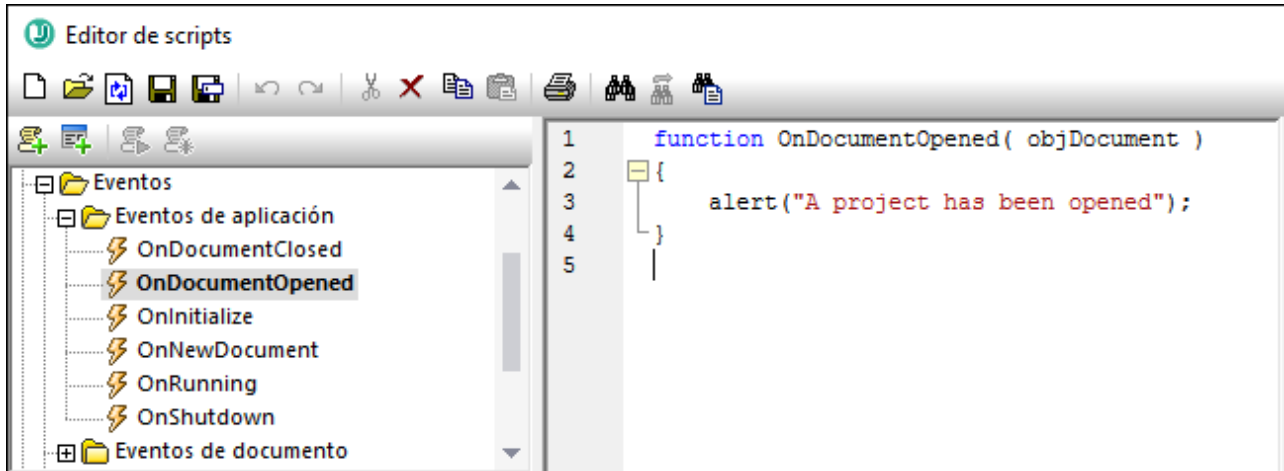 Editor de scripts
Eventos
Eventos de aplicación
OnDocumentClosed
OnDocumentOpened
OnInitialize
OnNewDocument
OnRunning
OnShutdown
Eventos de documento
1 function OnDocumentOpened( objDocument )
2 {
3 alert("A project has been opened");
4 }
5